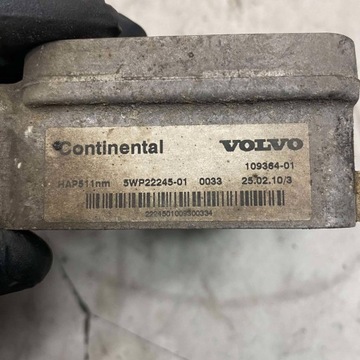 Continental VOLVO
109364-01
HAP511nm 5WP22245-01 0033 25.02.10/3